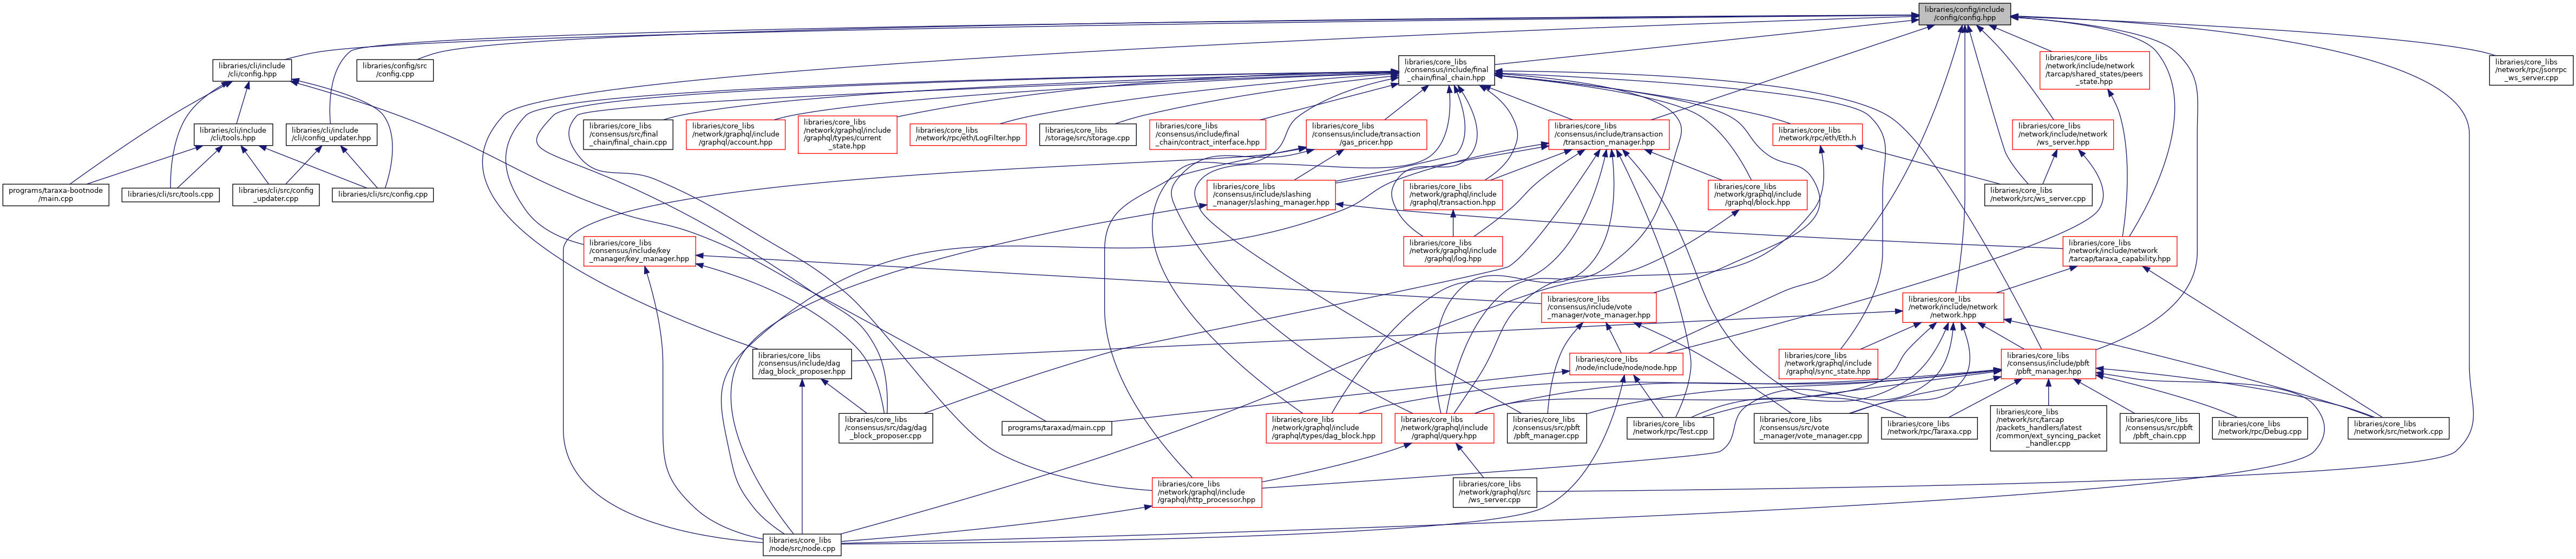 libraries/config/include
/config/config.hpp
libraries/cli/include
/cli/config.hpp
libraries/config/src
/config.cpp
libraries/core_libs
/consensus/include/final
_chain/final_chain.hpp
libraries/core_libs
/network/include/network
/tarcap/shared_states/peers
_state.hpp
libraries/core_libs
/network/rpc/jsonrpc
_ws_server.cpp
libraries/cli/include
/cli/tools.hpp
libraries/cli/include
/cli/config_updater.hpp
libraries/core_libs
/consensus/src/final
_chain/final_chain.cpp
libraries/core_libs
/network/graphql/include
/graphql/account.hpp
libraries/core_libs
/network/graphql/include
/graphql/types/current
_state.hpp
libraries/core_libs
/network/rpc/eth/LogFilter.hpp
libraries/core_libs
/storage/src/storage.cpp
libraries/core_libs
/consensus/include/final
_chain/contract_interface.hpp
libraries/core_libs
/consensus/include/transaction
/gas_pricer.hpp
libraries/core_libs
/consensus/include/transaction
/transaction_manager.hpp
libraries/core_libs
/network/rpc/eth/Eth.h
libraries/core_libs
/network/include/network
/ws_server.hpp
programs/taraxa-bootnode
/main.cpp
libraries/cli/src/tools.cpp
libraries/cli/src/config
_updater.cpp
libraries/cli/src/config.cpp
libraries/core_libs
/consensus/include/slashing
_manager/slashing_manager.hpp
libraries/core_libs
/network/graphql/include
/graphql/transaction.hpp
libraries/core_libs
/network/graphql/include
/graphql/block.hpp
libraries/core_libs
/network/src/ws_server.cpp
libraries/core_libs
/consensus/include/key
_manager/key_manager.hpp
libraries/core_libs
/network/graphql/include
/graphql/log.hpp
libraries/core_libs
/network/include/network
/tarcap/taraxa_capability.hpp
libraries/core_libs
/consensus/include/vote
_manager/vote_manager.hpp
libraries/core_libs
/network/include/network
/network.hpp
libraries/core_libs
/consensus/include/dag
/dag_block_proposer.hpp
libraries/core_libs
/node/include/node/node.hpp
libraries/core_libs
/network/graphql/include
/graphql/sync_state.hpp
libraries/core_libs
/consensus/include/pbft
/pbft_manager.hpp
libraries/core_libs
/consensus/src/dag/dag
_block_proposer.cpp
programs/taraxad/main.cpp
libraries/core_libs
/network/graphql/include
/graphql/types/dag_block.hpp
libraries/core_libs
/network/graphql/include
/graphql/query.hpp
libraries/core_libs
/consensus/src/pbft
/pbft_manager.cpp
libraries/core_libs
/network/rpc/Test.cpp
libraries/core_libs
/consensus/src/vote
_manager/vote_manager.cpp
libraries/core_libs
/network/rpc/Taraxa.cpp
libraries/core_libs
/network/src/tarcap
/packets_handlers/latest
/common/ext_syncing_packet
_handler.cpp
libraries/core_libs
/consensus/src/pbft
/pbft_chain.cpp
libraries/core_libs
/network/rpc/Debug.cpp
libraries/core_libs
/network/src/network.cpp
libraries/core_libs
/network/graphql/include
/graphql/http_processor.hpp
libraries/core_libs
/network/graphql/src
/ws_server.cpp
libraries/core_libs
/node/src/node.cpp